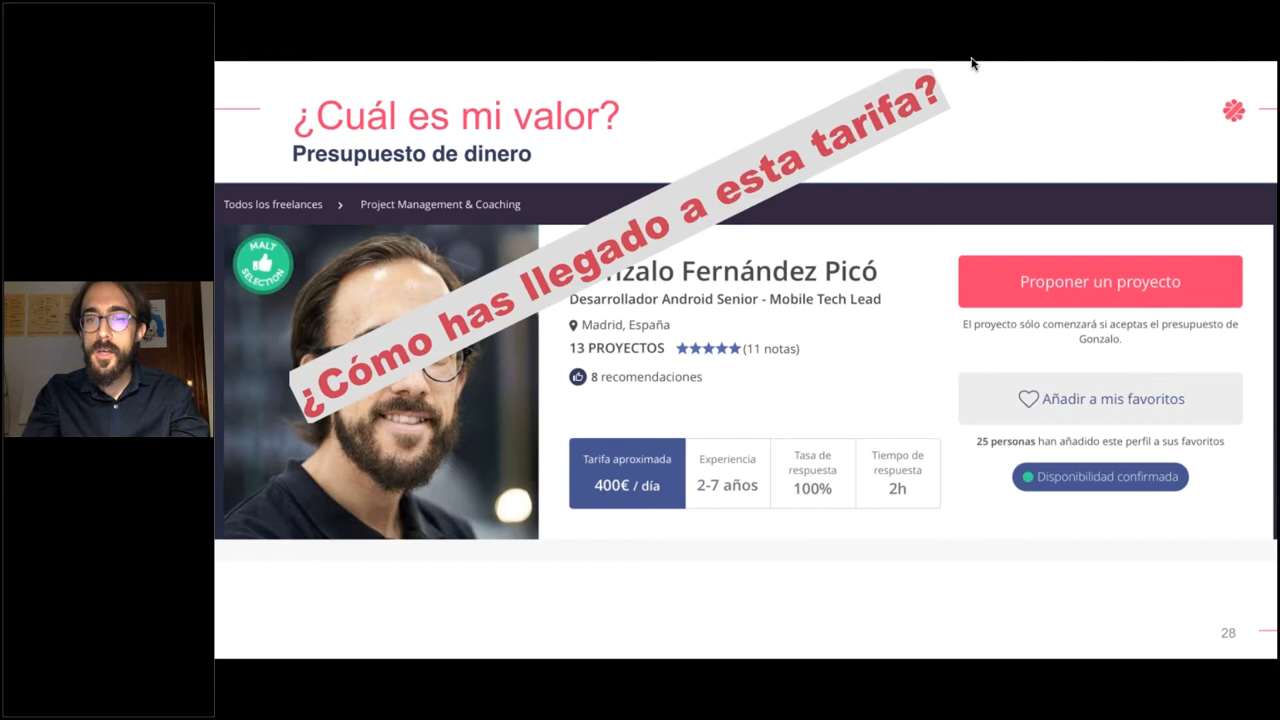 ¿Cuál es mi valor?
Presupuesto de dinero
¿Cómo has llegado a esta tarifa?
Todos los freelances > Project Management & Coaching
MALT
SELECTION
nzalo Fernández Picó
Desarrollador Android Senior - Mobile Tech Lead
Madrid, España
13 PROYECTOS ★★★★★ (11 notas)
8 recomendaciones
Tarifa aproximada
400€ / día
Experiencia
2-7 años
Tasa de
respuesta
100%
Tiempo de
respuesta
2h
Proponer un proyecto
El proyecto sólo comenzará si aceptas el presupuesto de
Gonzalo.
Añadir a mis favoritos
25 personas han añadido este perfil a sus favoritos
Disponibilidad confirmada
28